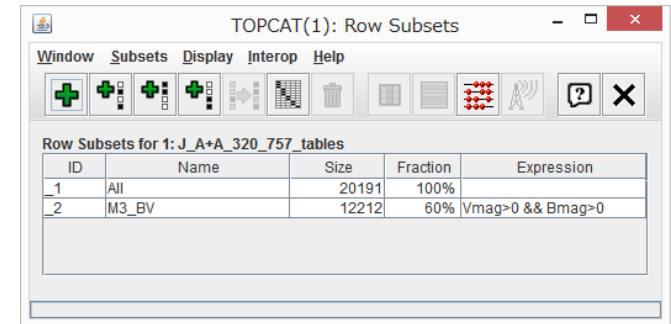 TOPCAT(1): Row Subsets
Window Subsets Display Interop Help
Row Subsets for 1: J_A+A_320_757_tables
ID Name Size Fraction Expression
_1 All 20191 100%
_2 M3_BV 12212 60% Vmag>0 && Bmag>0